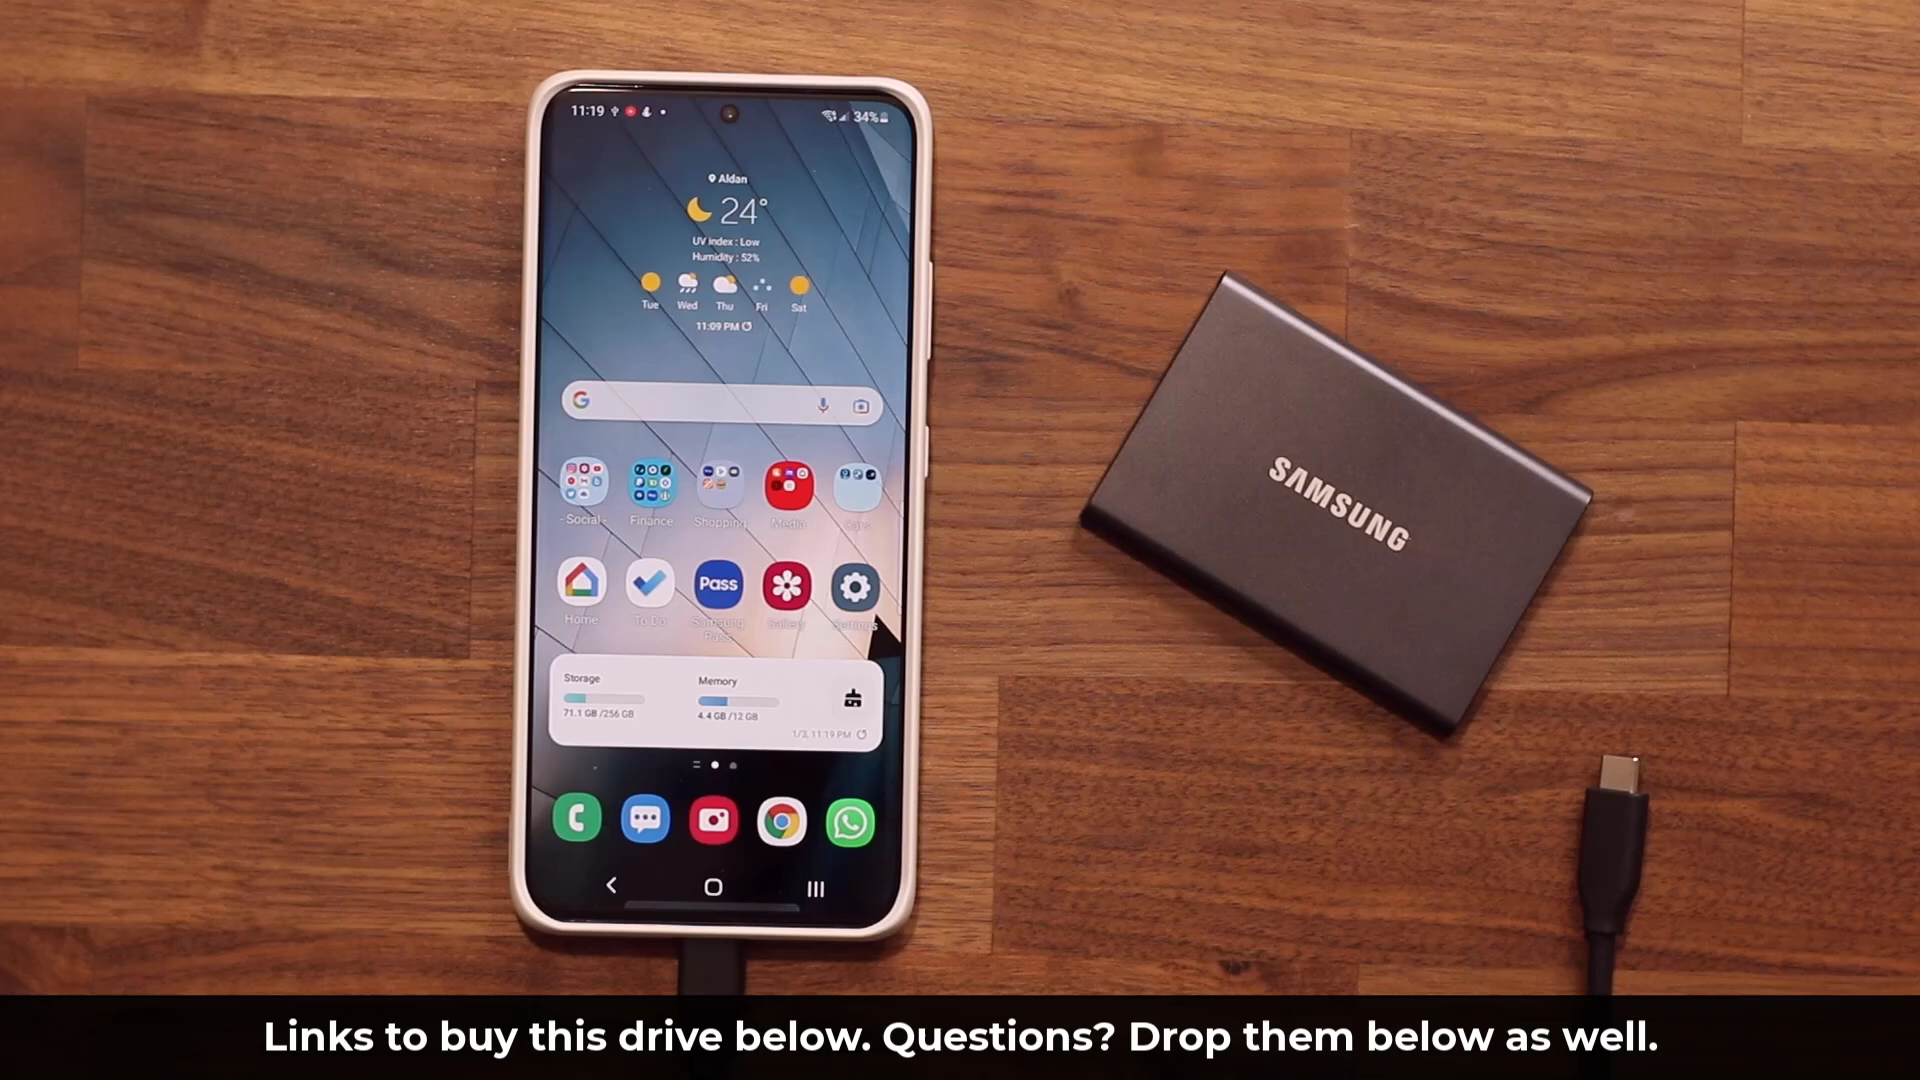 11:19
34%
Aldan
24°
UV index : Low
Humidity : 52%
Tue Wed Thu Fri Sat
11:09 PM
- Social - Finance Shopping Media Cars
Pass
Home To Do Samsung Pass Gallery Settings
Storage Memory
71.1 GB /256 GB 4.4 GB /12 GB
1/3, 11:19 PM
SAMSUNG
Links to buy this drive below. Questions? Drop them below as well.